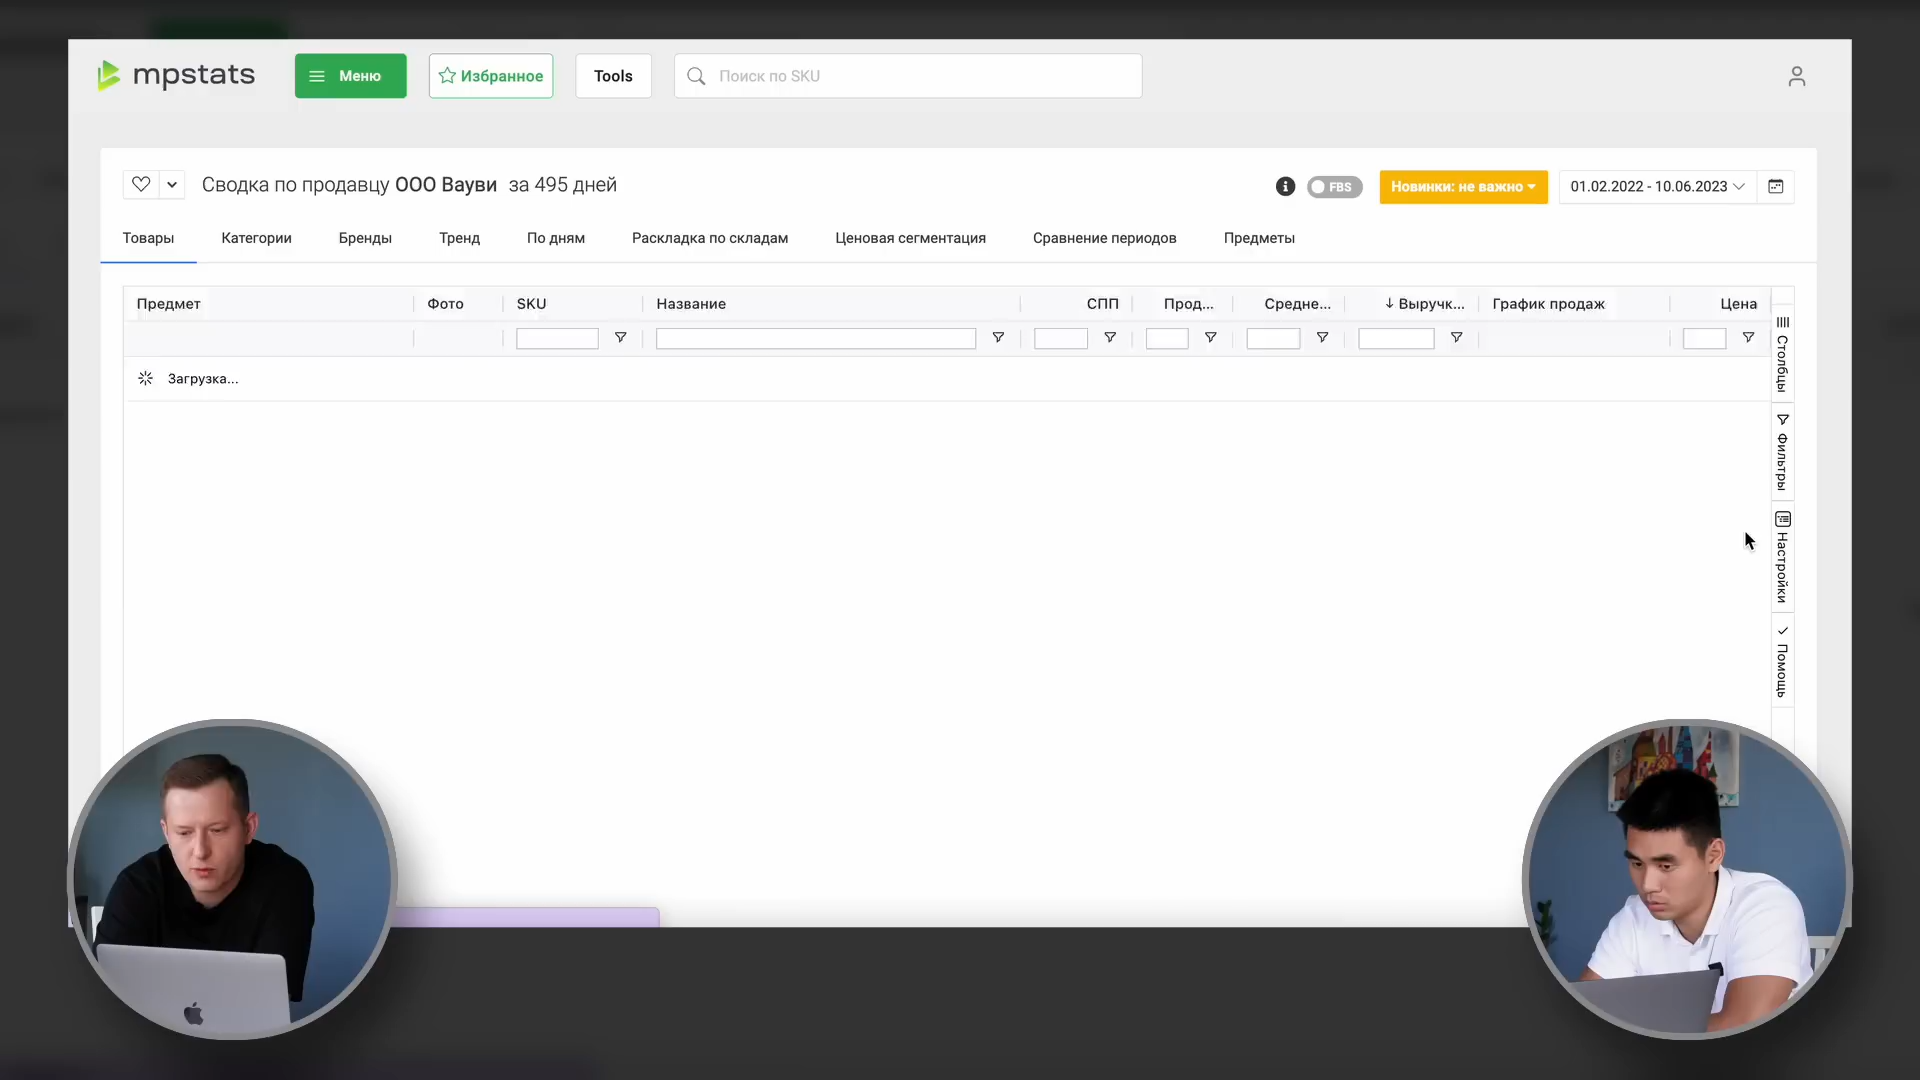 mpstats
Меню
Избранное
Tools
Поиск по SKU
Сводка по продавцу ООО Вауви за 495 дней
FBS
Новинки: не важно
01.02.2022 - 10.06.2023
Товары
Категории
Бренды
Тренд
По дням
Раскладка по складам
Ценовая сегментация
Сравнение периодов
Предметы
Предмет
Фото
SKU
Название
СПП
Прод...
Средне...
Выручк...
График продаж
Цена
Загрузка...
Столбцы
Фильтры
Настройки
Помощь